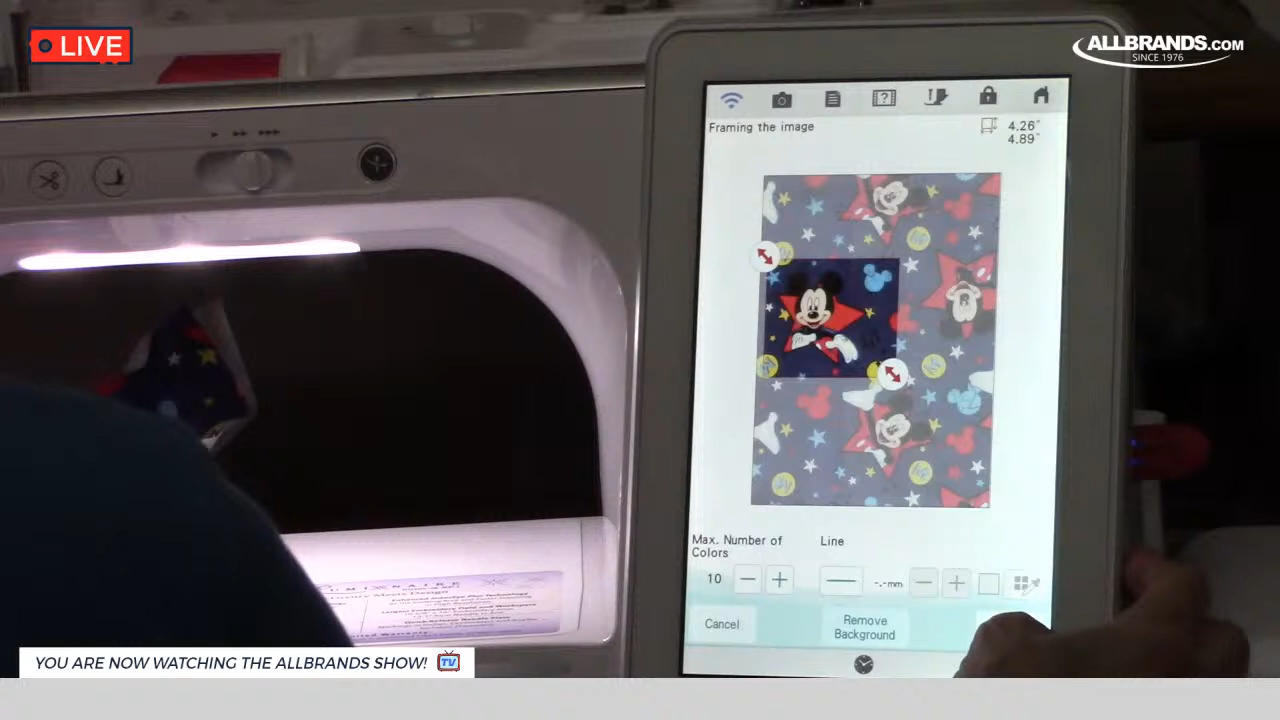 LIVE
ALLBRANDS.COM
SINCE 1976
Framing the image
4.26"
4.89"
Max. Number of
Colors
Line
10
-.-mm
Cancel
Remove
Background
YOU ARE NOW WATCHING THE ALLBRANDS SHOW!
TV